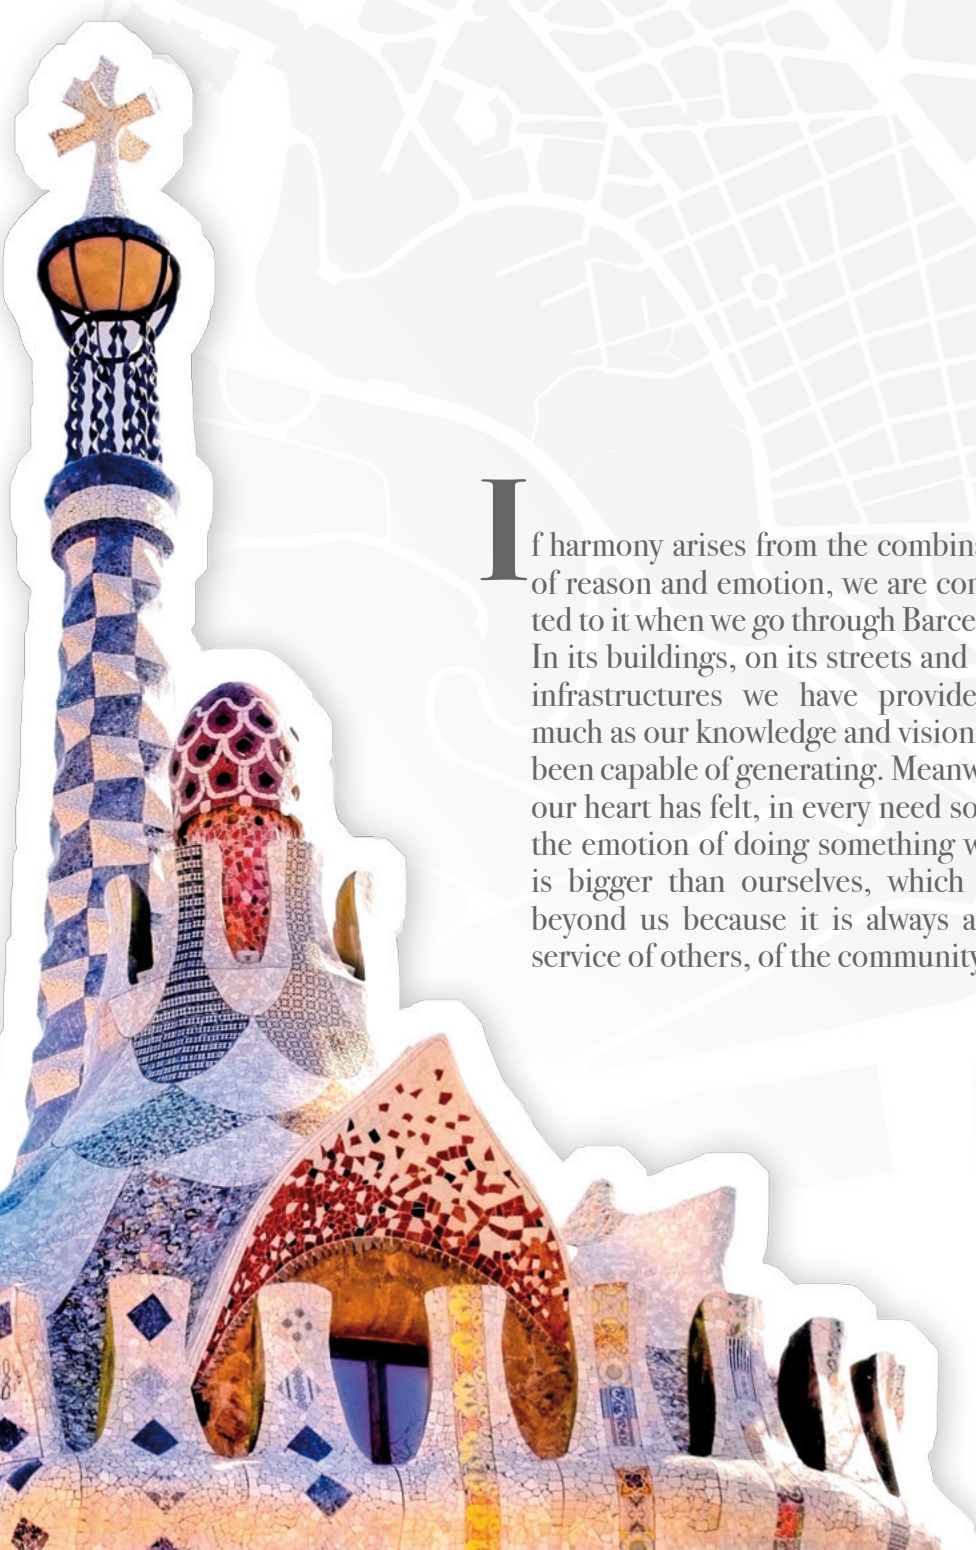 If harmony arises from the combina
of reason and emotion, we are con
ted to it when we go through Barce
In its buildings, on its streets and
infrastructures we have provide
much as our knowledge and vision
been capable of generating. Meanw
our heart has felt, in every need so
the emotion of doing something w
is bigger than ourselves, which
beyond us because it is always a
service of others, of the community